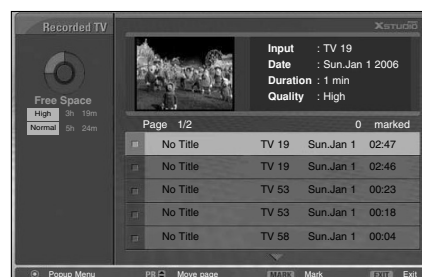 Recorded TV
XSTUDIO
Input : TV 19
Date : Sun.Jan 1 2006
Duration : 1 min
Quality : High
Free Space
High 3h 19m
Normal 5h 24m
Page 1/2 0 marked
No Title TV 19 Sun.Jan 1 02:47
No Title TV 19 Sun.Jan 1 02:46
No Title TV 53 Sun.Jan 1 00:23
No Title TV 53 Sun.Jan 1 00:18
No Title TV 58 Sun.Jan 1 00:04
Popup Menu PR Move page MARK Mark EXIT Exit